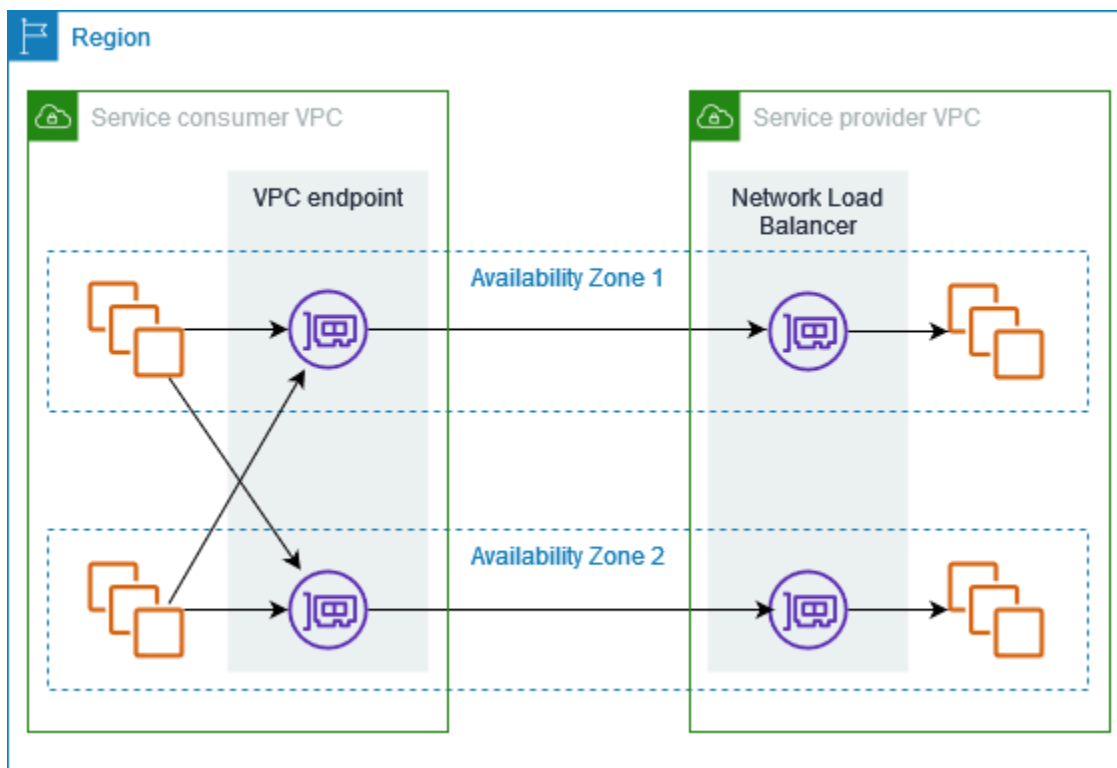 Region
Service consumer VPC
Service provider VPC
VPC endpoint
Network Load
Balancer
Availability Zone 1
Availability Zone 2